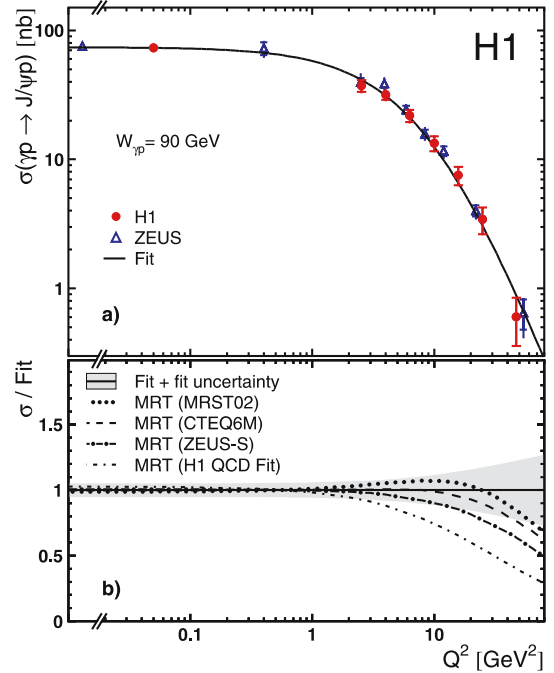 σ(γp → J/ψp) [nb]
10²
10
1
H1
W_γp = 90 GeV
H1
ZEUS
Fit
a)
σ / Fit
1.5
1
0.5
0
Fit + fit uncertainty
MRT (MRST02)
MRT (CTEQ6M)
MRT (ZEUS-S)
MRT (H1 QCD Fit)
b)
0.1 1 10
Q² [GeV²]